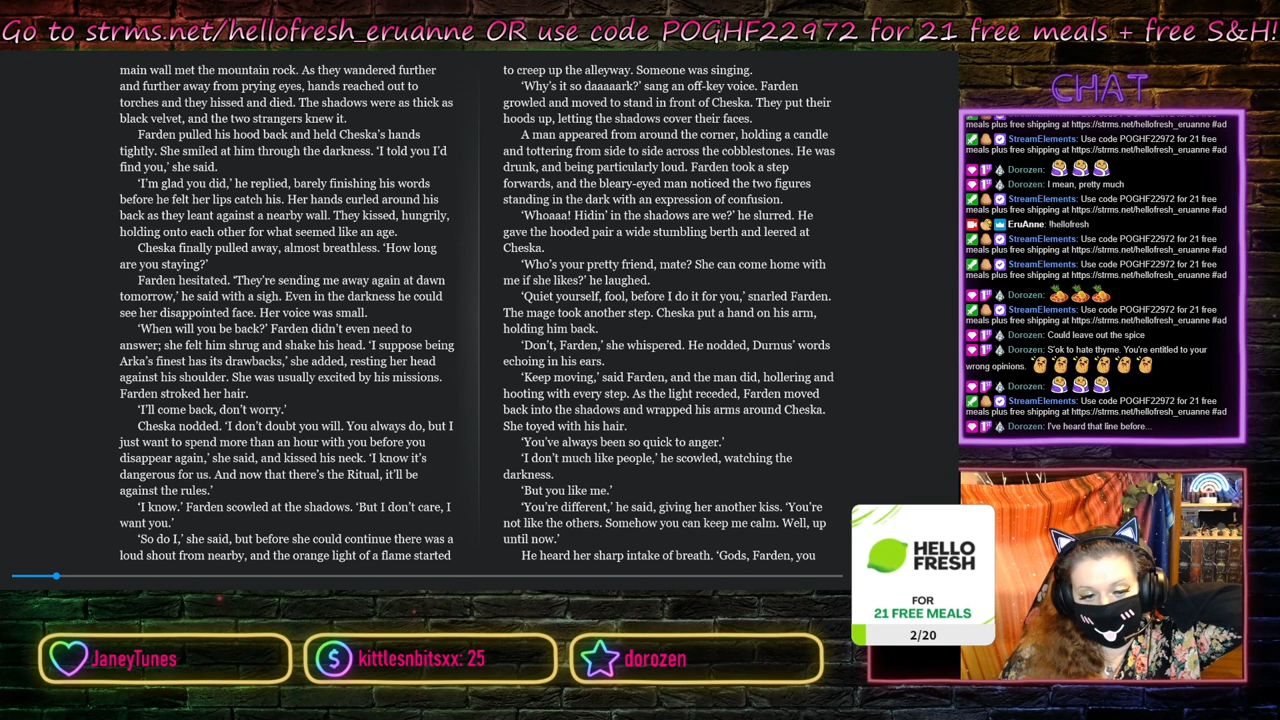 Go to strms.net/hellofresh_eruanne OR use code POGHF22972 for 21 free meals + free S&H!
main wall met the mountain rock. As they wandered further
and further away from prying eyes, hands reached out to
torches and they hissed and died. The shadows were as thick as
black velvet, and the two strangers knew it.
Farden pulled his hood back and held Cheska's hands
tightly. She smiled at him through the darkness. ‘I told you I’d
find you,’ she said.
‘I’m glad you did,’ he replied, barely finishing his words
before he felt her lips catch his. Her hands curled around his
back as they leant against a nearby wall. They kissed, hungrily,
holding onto each other for what seemed like an age.
Cheska finally pulled away, almost breathless. ‘How long
are you staying?’
Farden hesitated. ‘They’re sending me away again at dawn
tomorrow,’ he said with a sigh. Even in the darkness he could
see her disappointed face. Her voice was small.
‘When will you be back?’ Farden didn’t even need to
answer; she felt him shrug and shake his head. ‘I suppose being
Arka’s finest has its drawbacks,’ she added, resting her head
against his shoulder. She was usually excited by his missions.
Farden stroked her hair.
‘I’ll come back, don’t worry.’
Cheska nodded. ‘I don’t doubt you will. You always do, but I
just want to spend more than an hour with you before you
disappear again,’ she said, and kissed his neck. ‘I know it’s
dangerous for us. And now that there’s the Ritual, it’ll be
against the rules.’
‘I know.’ Farden scowled at the shadows. ‘But I don’t care, I
want you.’
‘So do I,’ she said, but before she could continue there was a
loud shout from nearby, and the orange light of a flame started
to creep up the alleyway. Someone was singing.
‘Why’s it so daaaaark?’ sang an off-key voice. Farden
growled and moved to stand in front of Cheska. They put their
hoods up, letting the shadows cover their faces.
A man appeared from around the corner, holding a candle
and tottering from side to side across the cobblestones. He was
drunk, and being particularly loud. Farden took a step
forwards, and the bleary-eyed man noticed the two figures
standing in the dark with an expression of confusion.
‘Whoaaa! Hidin’ in the shadows are we?’ he slurred. He
gave the hooded pair a wide stumbling berth and leered at
Cheska.
‘Who’s your pretty friend, mate? She can come home with
me if she likes?’ he laughed.
‘Quiet yourself, fool, before I do it for you,’ snarled Farden.
The mage took another step. Cheska put a hand on his arm,
holding him back.
‘Don’t, Farden,’ she whispered. He nodded, Durnus’ words
echoing in his ears.
‘Keep moving,’ said Farden, and the man did, hollering and
hooting with every step. As the light receded, Farden moved
back into the shadows and wrapped his arms around Cheska.
She toyed with his hair.
‘You’ve always been so quick to anger.’
‘I don’t much like people,’ he scowled, watching the
darkness.
‘But you like me.’
‘You’re different,’ he said, giving her another kiss. ‘You’re
not like the others. Somehow you can keep me calm. Well, up
until now.’
He heard her sharp intake of breath. ‘Gods, Farden, you
CHAT
meals plus free shipping at https://strms.net/hellofresh_eruanne #ad
StreamElements: Use code POGHF22972 for 21 free
meals plus free shipping at https://strms.net/hellofresh_eruanne #ad
Dorozen:
Dorozen: I mean, pretty much
StreamElements: Use code POGHF22972 for 21 free
meals plus free shipping at https://strms.net/hellofresh_eruanne #ad
EruAnne: !hellofresh
StreamElements: Use code POGHF22972 for 21 free
meals plus free shipping at https://strms.net/hellofresh_eruanne #ad
StreamElements: Use code POGHF22972 for 21 free
meals plus free shipping at https://strms.net/hellofresh_eruanne #ad
Dorozen:
StreamElements: Use code POGHF22972 for 21 free
meals plus free shipping at https://strms.net/hellofresh_eruanne #ad
Dorozen: Could leave out the spice
Dorozen: S'ok to hate thyme. You're entitled to your
wrong opinions.
Dorozen:
StreamElements: Use code POGHF22972 for 21 free
meals plus free shipping at https://strms.net/hellofresh_eruanne #ad
Dorozen: I've heard that line before...
HELLO
FRESH
FOR
21 FREE MEALS
2/20
JaneyTunes
kittlesnbitsxx: 25
dorozen